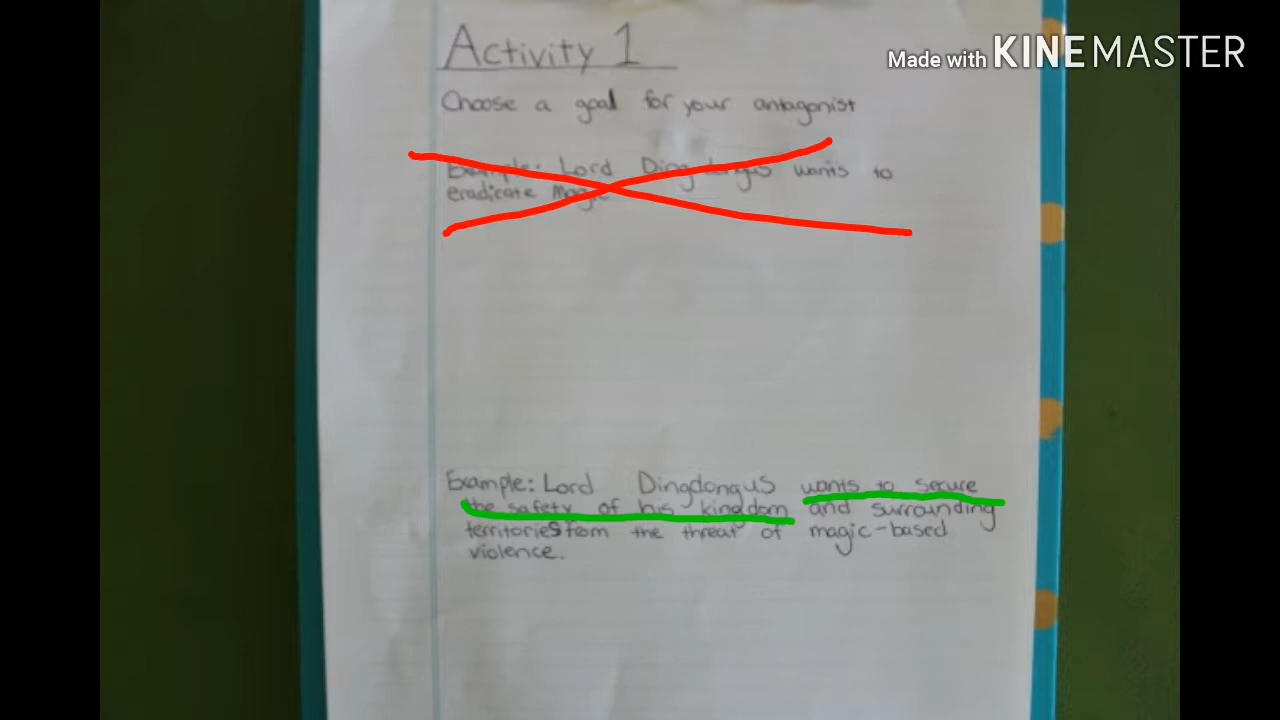 Made with KINEMASTER
Activity 1
Choose a goal for your antagonist
Example: Lord Dingdongus wants to
eradicate Magic
Example: Lord Dingdongus wants to secure
the safety of his kingdom and surrounding
territories from the threat of magic-based
violence.